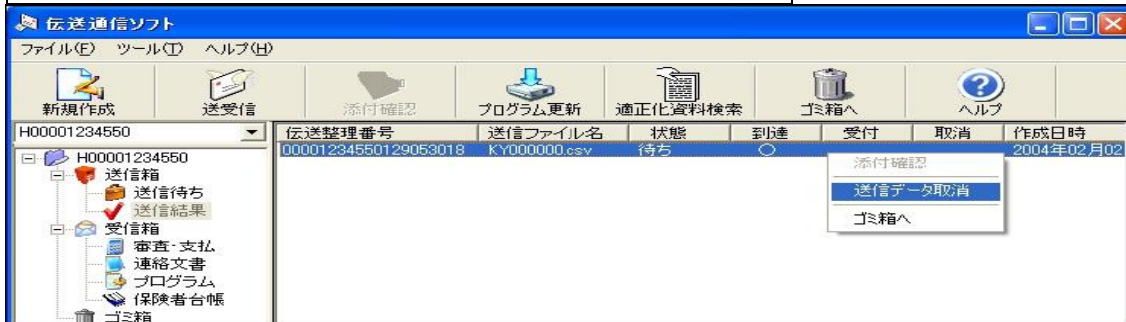 伝送通信ソフト
ファイル(F) ツール(T) ヘルプ(H)
新規作成 送受信 添付確認 プログラム更新 適正化資料検索 ゴミ箱へ ヘルプ
H00001234550 伝送整理番号 送信ファイル名 状態 到達 受付 取消 作成日時
00001234550129053018 KY000000.csv 待ち ○ 2004年02月02
H00001234550
送信箱
送信待ち
送信結果
受信箱
審査・支払
連絡文書
プログラム
保険者台帳
ゴミ箱
添付確認
送信データ取消
ゴミ箱へ